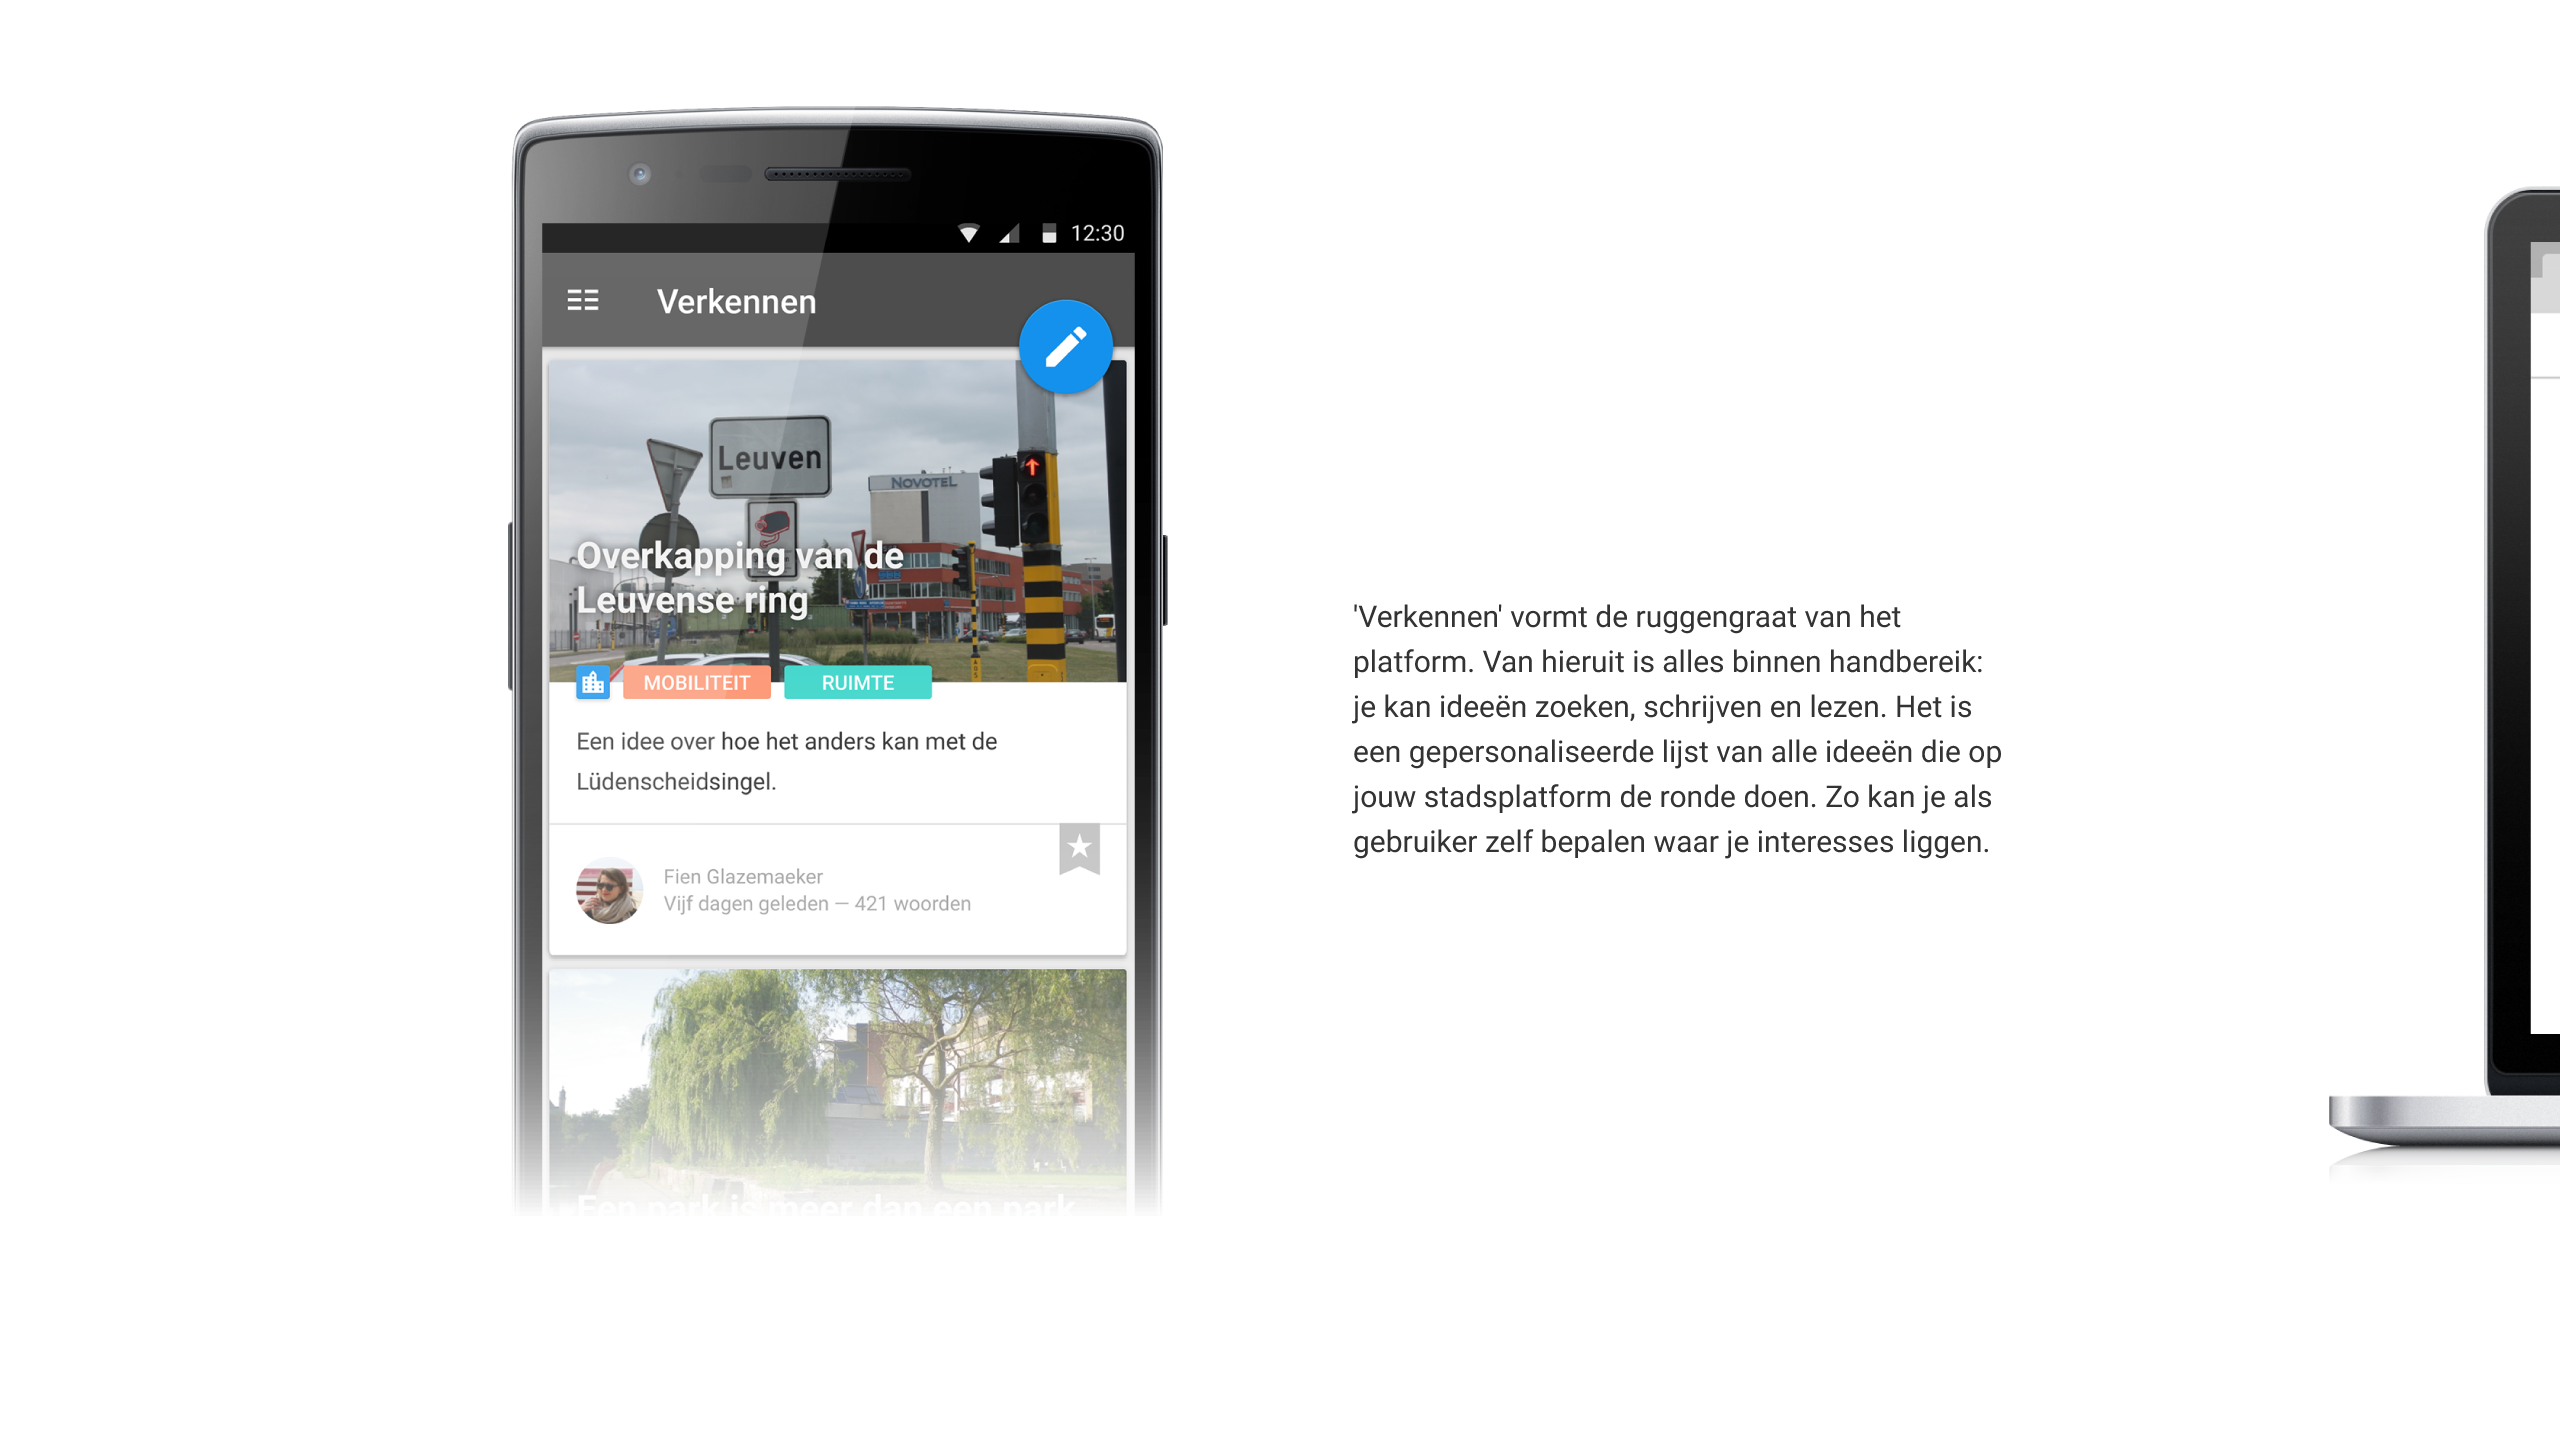 12:30
Verkennen
Leuven
NOVOTEL
Overkapping van de
Leuvense ring
MOBILITEIT
RUIMTE
Een idee over hoe het anders kan met de
Lüdenscheidsingel.
Fien Glazemaeker
Vijf dagen geleden — 421 woorden
Een park is meer dan een park
'Verkennen' vormt de ruggengraat van het
platform. Van hieruit is alles binnen handbereik:
je kan ideeën zoeken, schrijven en lezen. Het is
een gepersonaliseerde lijst van alle ideeën die op
jouw stadsplatform de ronde doen. Zo kan je als
gebruiker zelf bepalen waar je interesses liggen.